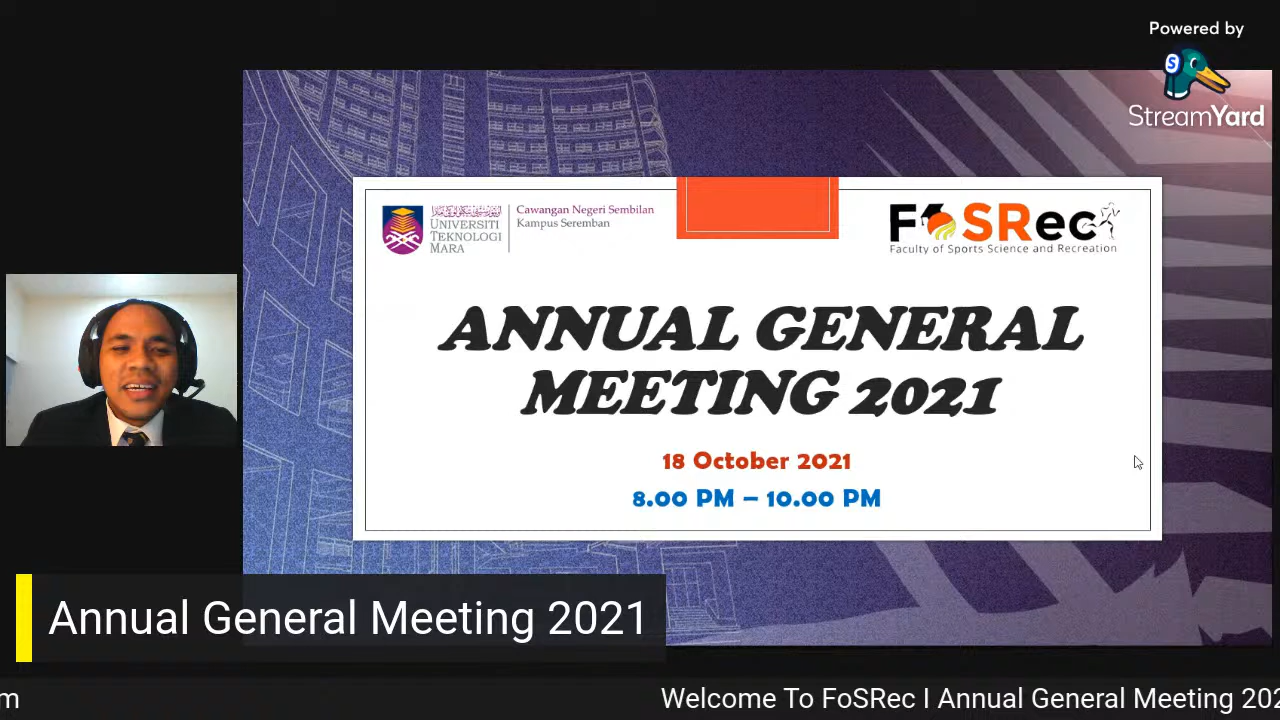 Powered by
StreamYard
UNIVERSITI
TEKNOLOGI
MARA
Cawangan Negeri Sembilan
Kampus Seremban
FoSRec
Faculty of Sports Science and Recreation
ANNUAL GENERAL
MEETING 2021
18 October 2021
8.00 PM – 10.00 PM
Annual General Meeting 2021
m
Welcome To FoSRec I Annual General Meeting 202